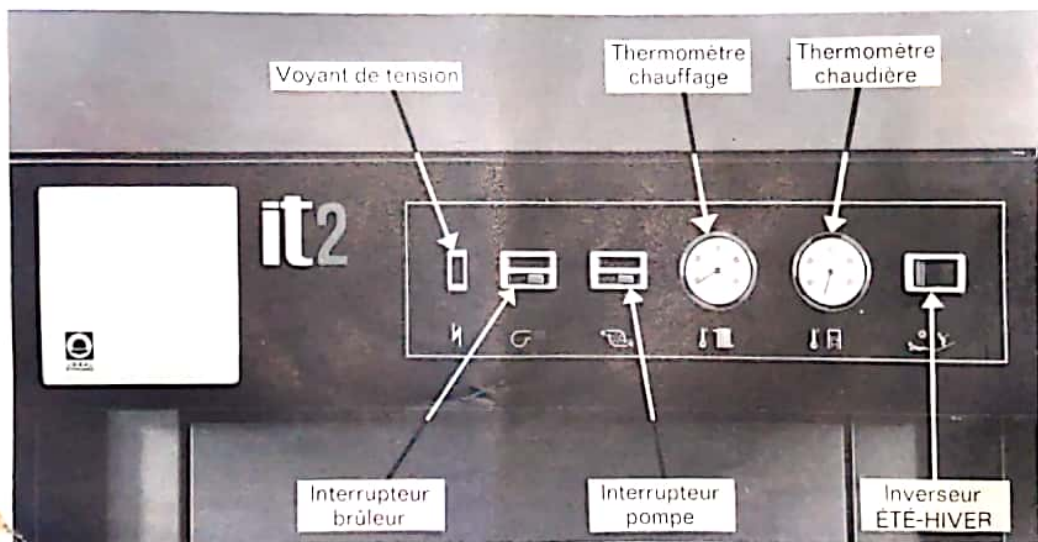 Voyant de tension
Thermomètre
chauffage
Thermomètre
chaudière
it2
Interrupteur
brûleur
Interrupteur
pompe
Inverseur
ÉTÉ-HIVER